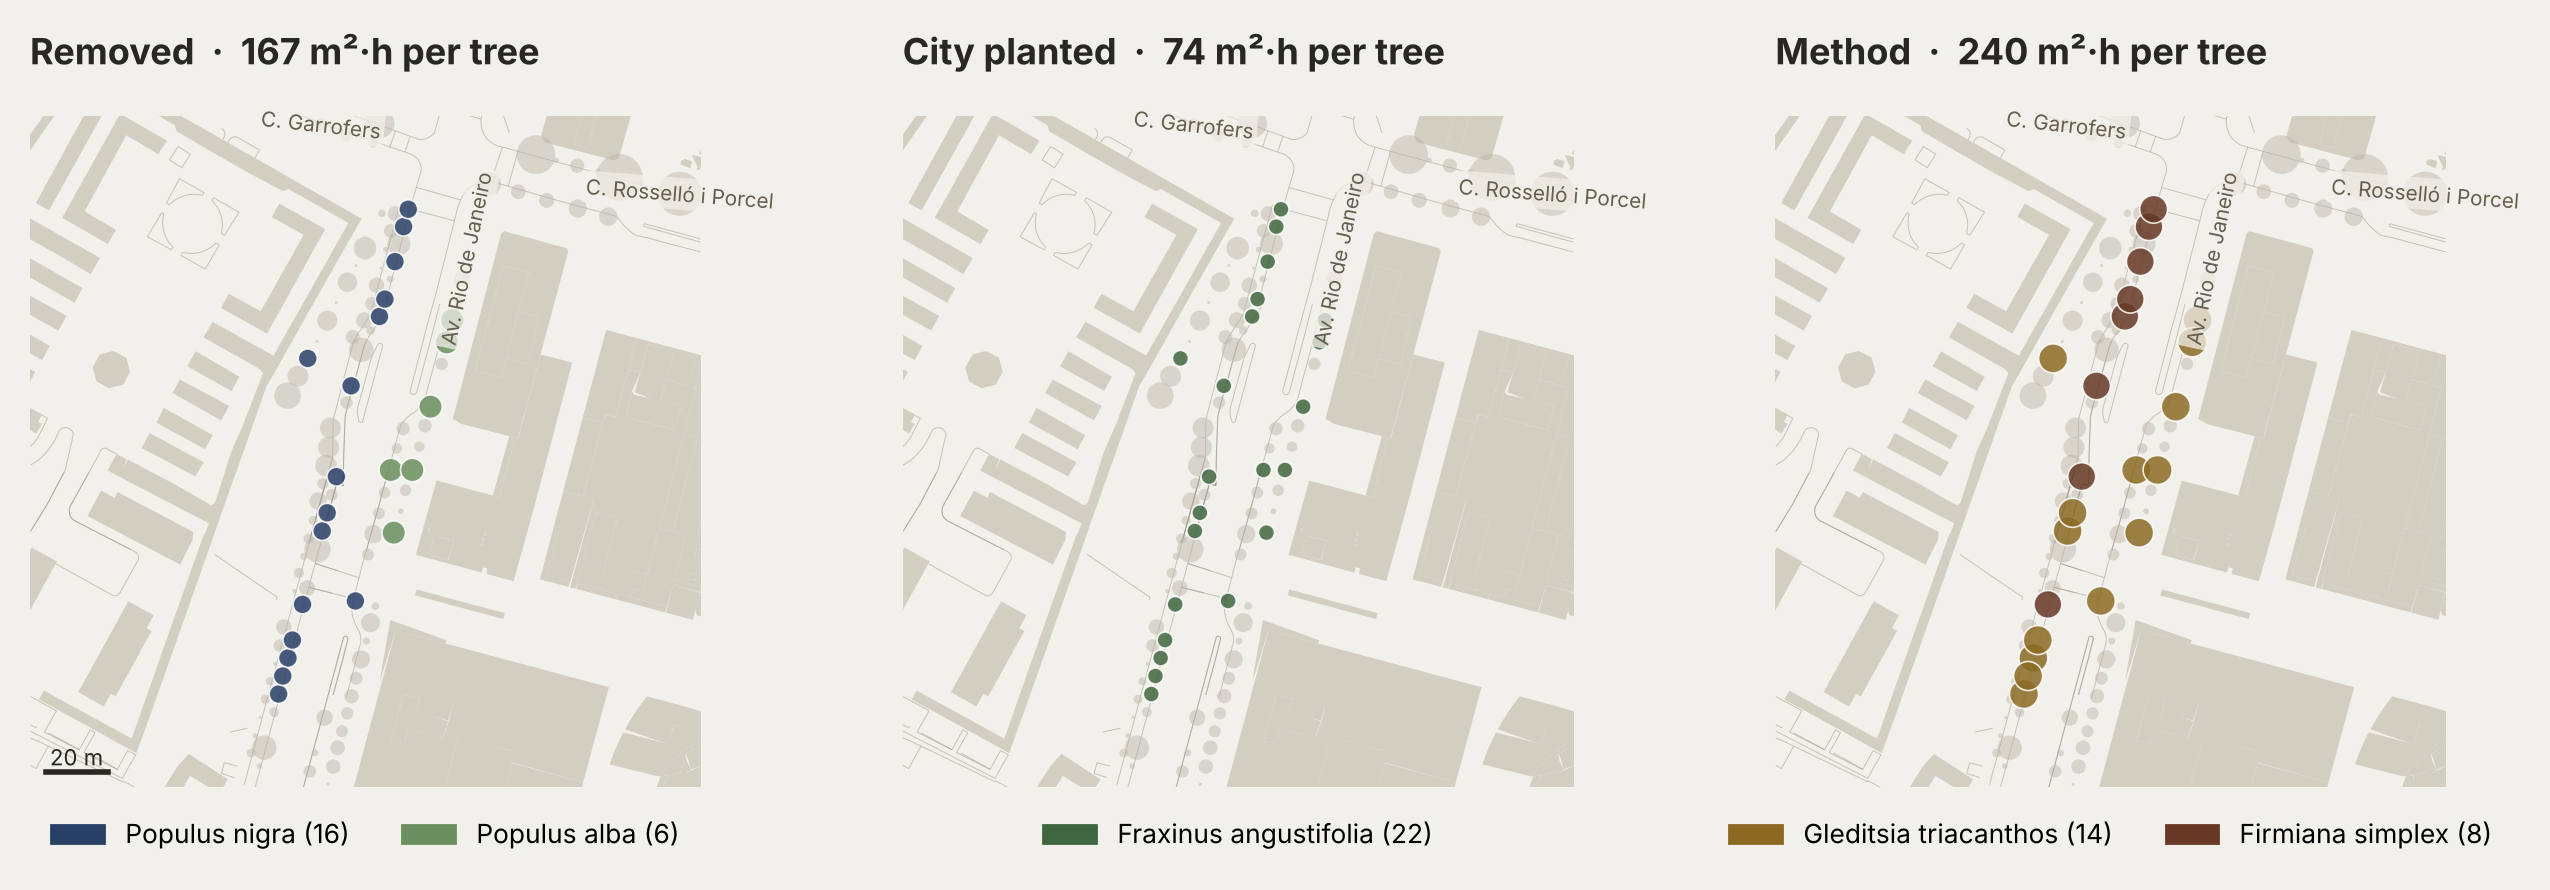 Removed · 167 m²·h per tree
City planted · 74 m²·h per tree
Method · 240 m²·h per tree
C. Garrofers
C. Rosselló i Porcel
Av. Rio de Janeiro
20 m
C. Garrofers
C. Rosselló i Porcel
Av. Rio de Janeiro
C. Garrofers
C. Rosselló i Porcel
Av. Rio de Janeiro
Populus nigra (16)
Populus alba (6)
Fraxinus angustifolia (22)
Gleditsia triacanthos (14)
Firmiana simplex (8)